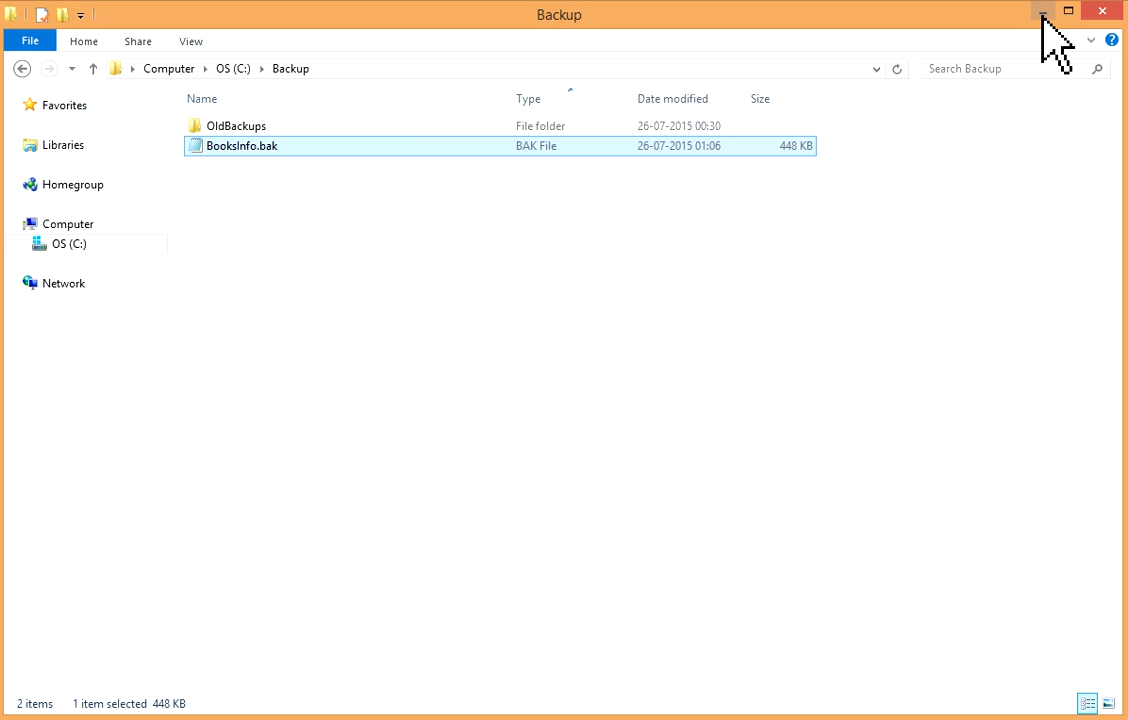 Backup
File Home Share View
Computer OS (C:) Backup Search Backup
Name Type Date modified Size
Favorites
Libraries
Homegroup
Computer
OS (C:)
Network
OldBackups File folder 26-07-2015 00:30
BooksInfo.bak BAK File 26-07-2015 01:06 448 KB
2 items 1 item selected 448 KB